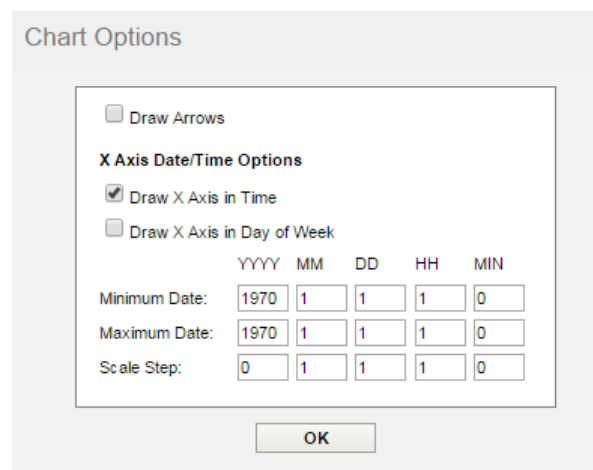 Chart Options
Draw Arrows
X Axis Date/Time Options
Draw X Axis in Time
Draw X Axis in Day of Week
YYYY MM DD HH MIN
Minimum Date: 1970 1 1 1 0
Maximum Date: 1970 1 1 1 0
Scale Step: 0 1 1 1 0
OK